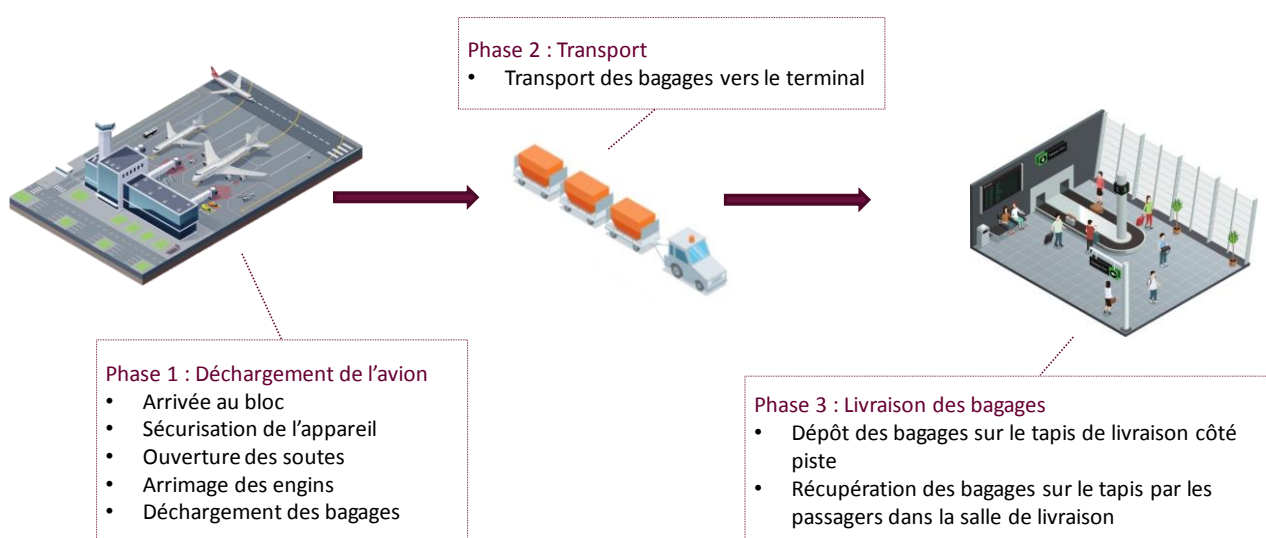 Phase 2 : Transport
• Transport des bagages vers le terminal
Phase 1 : Déchargement de l’avion
• Arrivée au bloc
• Sécurisation de l’appareil
• Ouverture des soutes
• Arrimage des engins
• Déchargement des bagages
Phase 3 : Livraison des bagages
• Dépôt des bagages sur le tapis de livraison côté
piste
• Récupération des bagages sur le tapis par les
passagers dans la salle de livraison